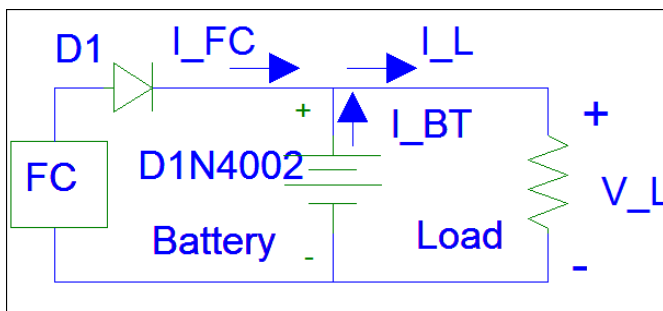 D1
I_FC
I_L
+
I_BT
+
FC
D1N4002
V_L
Battery
-
Load
-